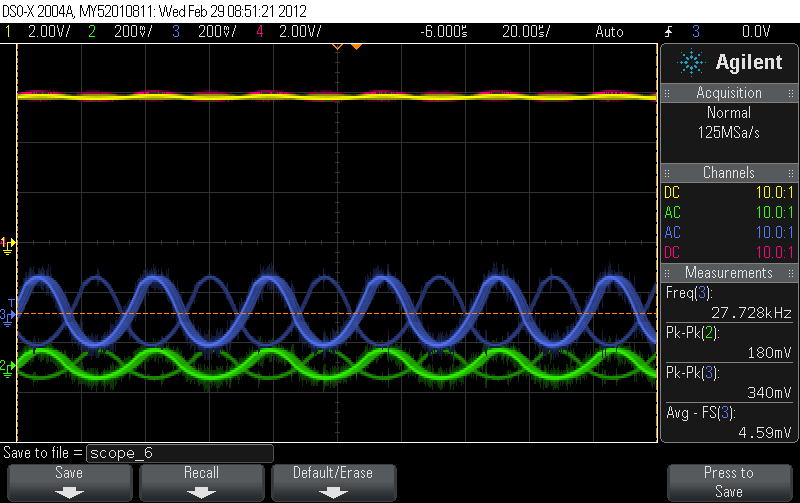 DSO-X 2004A, MY52010811: Wed Feb 29 08:51:21 2012
1 2.00V/ 2 200mV/ 3 200mV/ 4 2.00V/ -6.000µs 20.00µs/ Auto 3 0.0V
Agilent
Acquisition
Normal
125MSa/s
Channels
DC 10.0:1
AC 10.0:1
AC 10.0:1
DC 10.0:1
Measurements
Freq(3):
27.728kHz
Pk-Pk(2):
180mV
Pk-Pk(3):
340mV
Avg - FS(3):
4.59mV
1
T
3
2
Save to file = scope_6
Save Recall Default/Erase Press to
Save